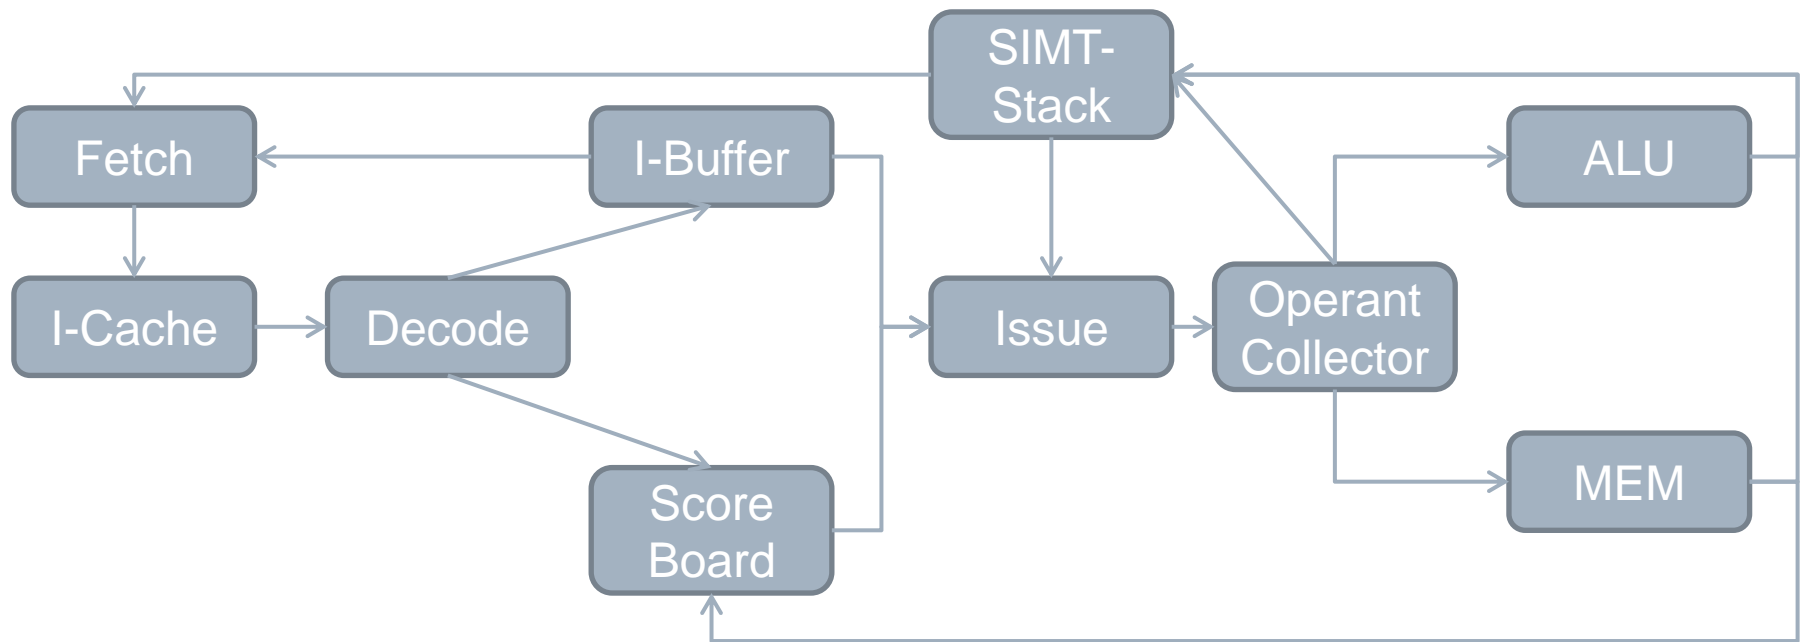 SIMT-
Stack
Fetch
I-Buffer
ALU
I-Cache
Decode
Issue
Operant
Collector
Score
Board
MEM